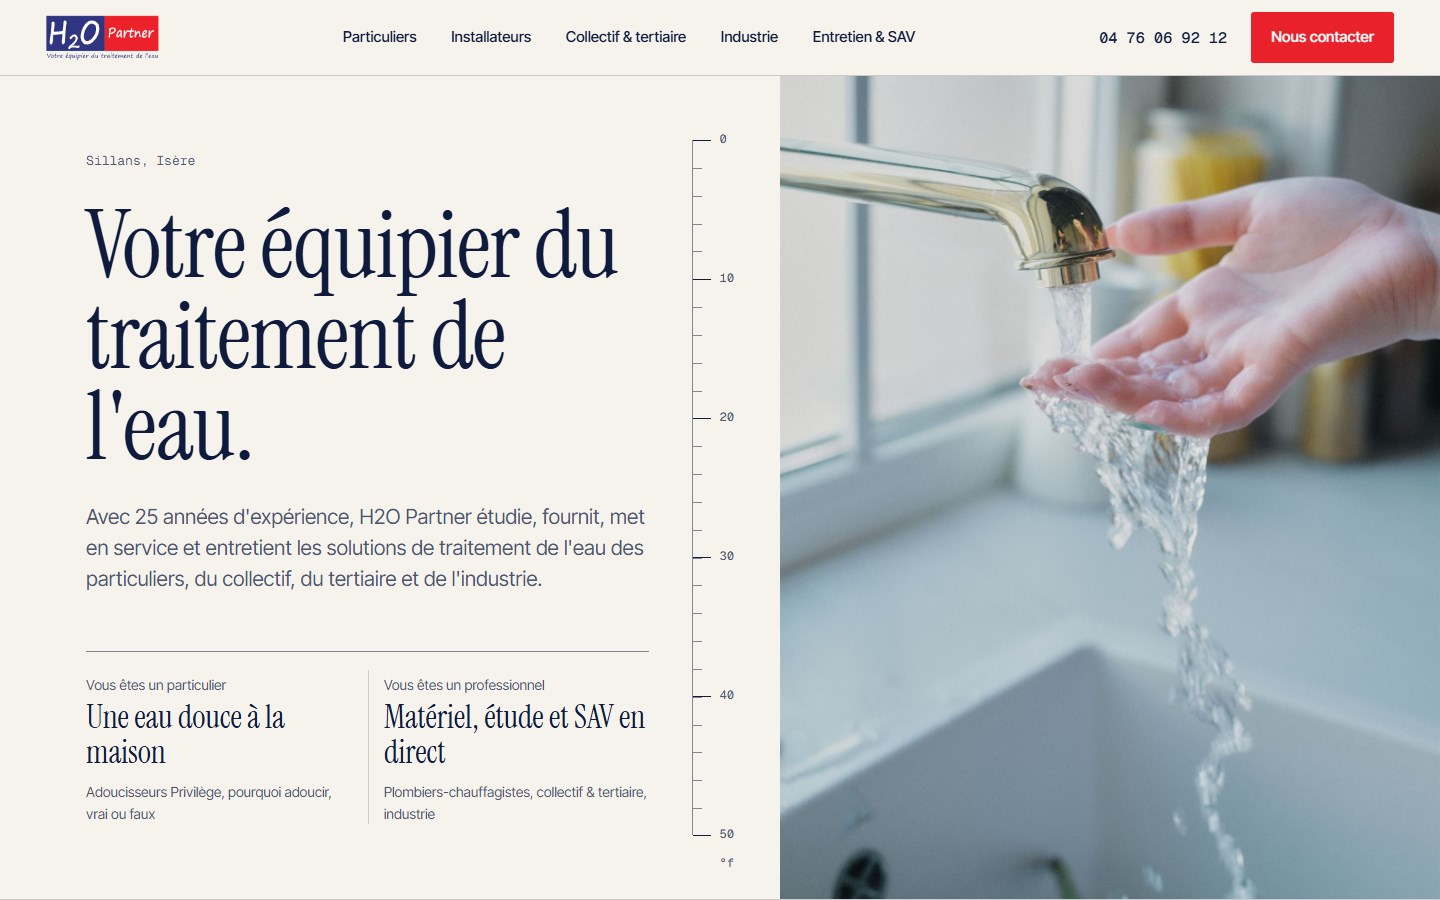 H2O Partner
Votre équipier du traitement de l'eau
Particuliers
Installateurs
Collectif & tertiaire
Industrie
Entretien & SAV
04 76 06 92 12
Nous contacter
Sillans, Isère
Votre équipier du
traitement de
l'eau.
Avec 25 années d'expérience, H2O Partner étudie, fournit, met
en service et entretient les solutions de traitement de l'eau des
particuliers, du collectif, du tertiaire et de l'industrie.
Vous êtes un particulier
Une eau douce à la
maison
Adoucisseurs Privilège, pourquoi adoucir,
vrai ou faux
Vous êtes un professionnel
Matériel, étude et SAV en
direct
Plombiers-chauffagistes, collectif & tertiaire,
industrie
0
10
20
30
40
50
°f